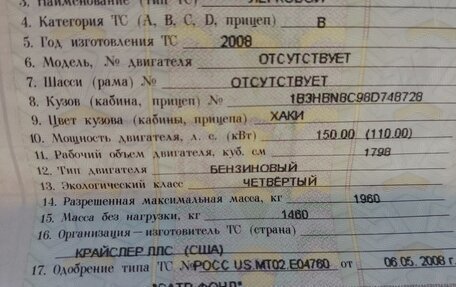 3. Наименование (тип ТС) ЛЕГКОВОЙ
4. Категория ТС (A, B, C, D, прицеп) B
5. Год изготовления ТС 2008
6. Модель, № двигателя ОТСУТСТВУЕТ
7. Шасси (рама) № ОТСУТСТВУЕТ
8. Кузов (кабина, прицеп) № 1B3HBN8C98D748728
9. Цвет кузова (кабины, прицепа) ХАКИ
10. Мощность двигателя, л. с. (кВт) 150.00 (110.00)
11. Рабочий объем двигателя, куб. см 1798
12. Тип двигателя БЕНЗИНОВЫЙ
13. Экологический класс ЧЕТВЁРТЫЙ
14. Разрешенная максимальная масса, кг 1960
15. Масса без нагрузки, кг 1460
16. Организация—изготовитель ТС (страна)
КРАЙСЛЕР ЛЛС (США)
17. Одобрение типа ТС №РОСС US.MT02.E04760 от 06.05.2008 г.